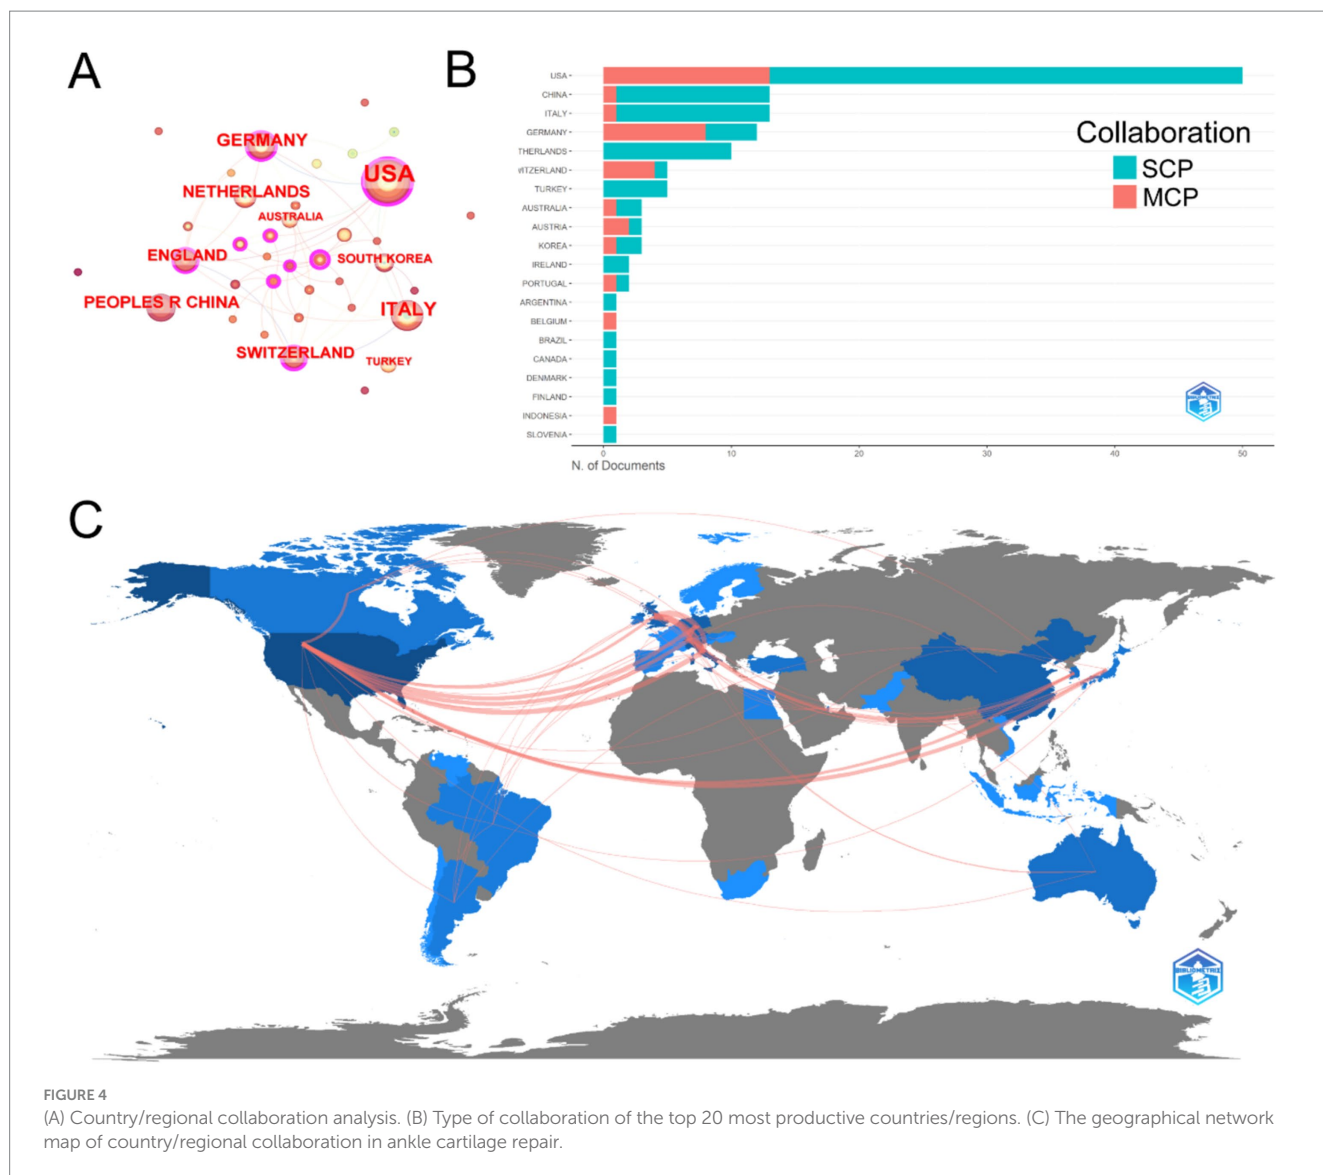 A
GERMANY
USA
NETHERLANDS
AUSTRALIA
ENGLAND
SOUTH KOREA
PEOPLES R CHINA
ITALY
SWITZERLAND
TURKEY
B
USA
CHINA
ITALY
GERMANY
THERLANDS
ITZERLAND
TURKEY
AUSTRALIA
AUSTRIA
KOREA
IRELAND
PORTUGAL
ARGENTINA
BELGIUM
BRAZIL
CANADA
DENMARK
FINLAND
INDONESIA
SLOVENIA
0 10 20 30 40 50
N. of Documents
Collaboration
SCP
MCP
BIBLIOMETRIX
C
BIBLIOMETRIX
FIGURE 4
(A) Country/regional collaboration analysis. (B) Type of collaboration of the top 20 most productive countries/regions. (C) The geographical network
map of country/regional collaboration in ankle cartilage repair.